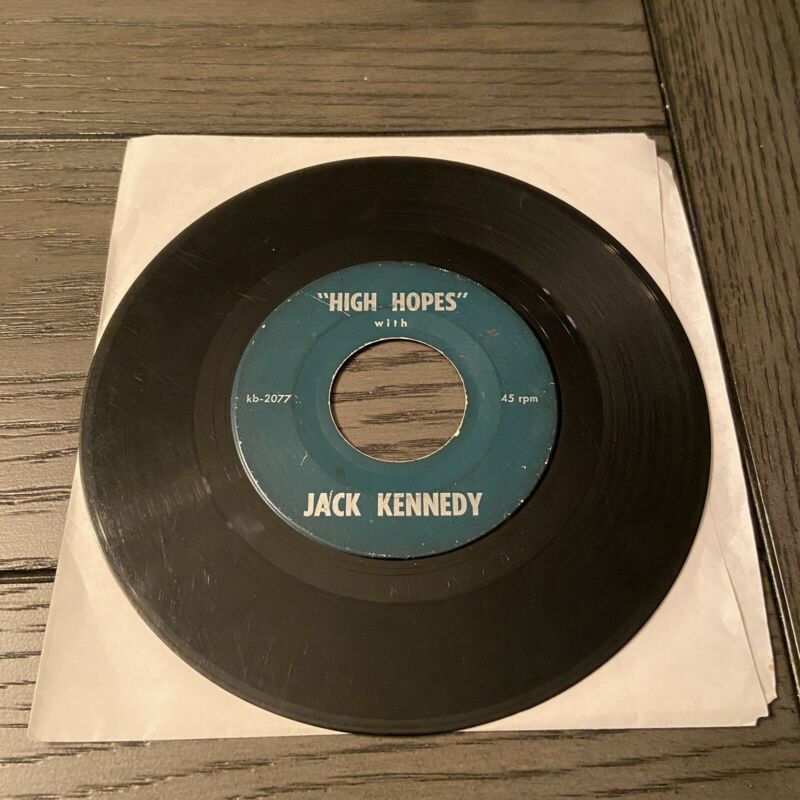 "HIGH HOPES"
with
kb-2077
45 rpm
JACK KENNEDY